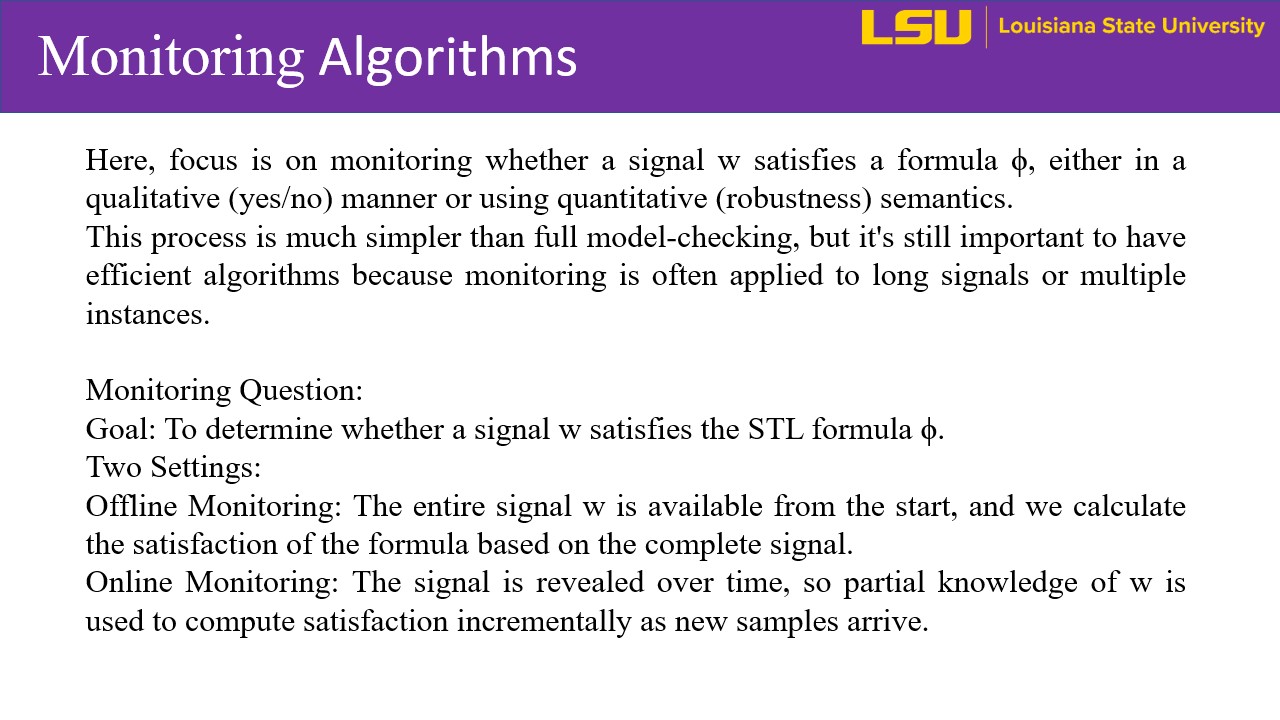 Monitoring Algorithms
LSU | Louisiana State University
Here, focus is on monitoring whether a signal w satisfies a formula ϕ, either in a
qualitative (yes/no) manner or using quantitative (robustness) semantics.
This process is much simpler than full model-checking, but it's still important to have
efficient algorithms because monitoring is often applied to long signals or multiple
instances.
Monitoring Question:
Goal: To determine whether a signal w satisfies the STL formula ϕ.
Two Settings:
Offline Monitoring: The entire signal w is available from the start, and we calculate
the satisfaction of the formula based on the complete signal.
Online Monitoring: The signal is revealed over time, so partial knowledge of w is
used to compute satisfaction incrementally as new samples arrive.